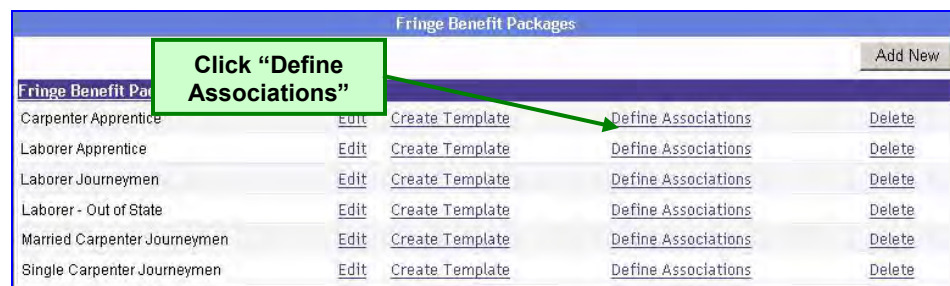 Fringe Benefit Packages
Add New
Click “Define
Associations”
Fringe Benefit
Carpenter Apprentice Edit Create Template Define Associations Delete
Laborer Apprentice Edit Create Template Define Associations Delete
Laborer Journeymen Edit Create Template Define Associations Delete
Laborer - Out of State Edit Create Template Define Associations Delete
Married Carpenter Journeymen Edit Create Template Define Associations Delete
Single Carpenter Journeymen Edit Create Template Define Associations Delete